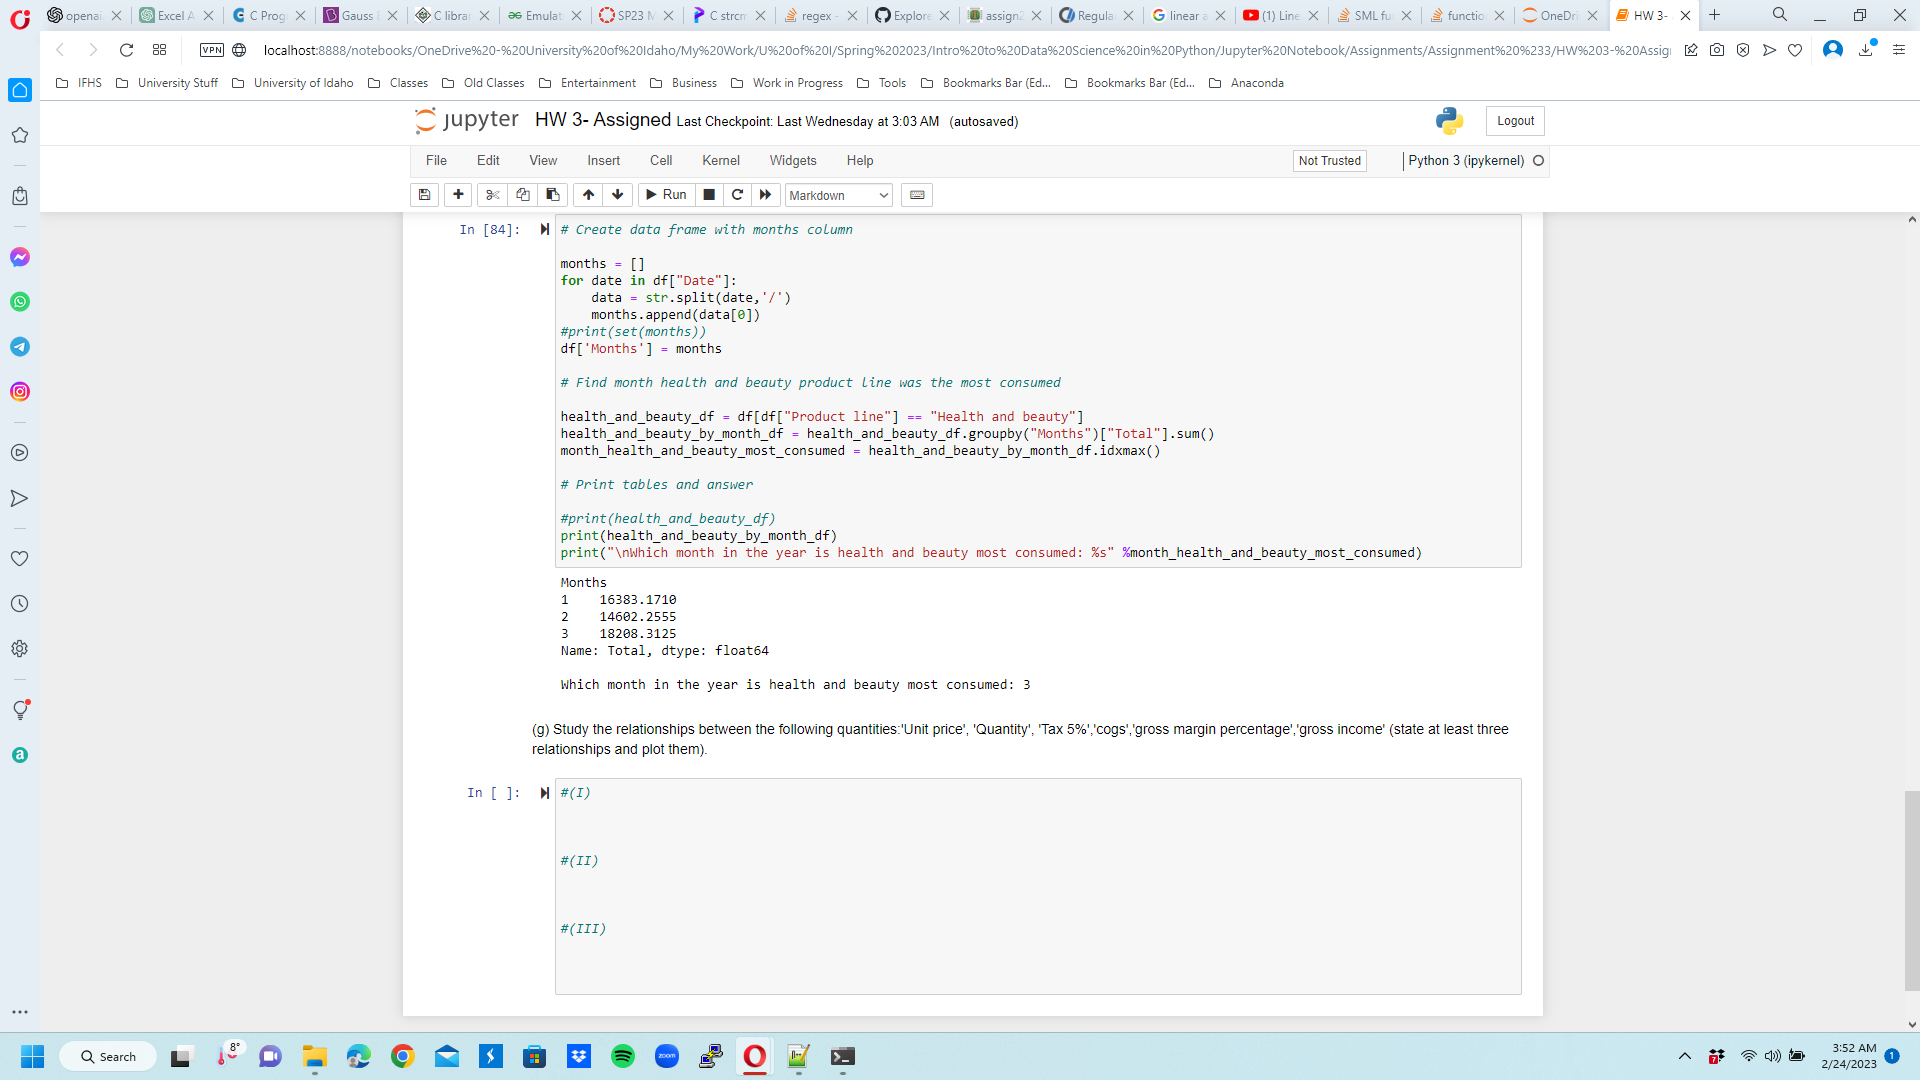 openai
Excel A
C Prog
Gauss
C librar
Emulat
SP23 M
C strcm
regex -
Explore
assign2
Regula
linear a
(1) Line
SML fu
functio
OneDri
HW 3-
VPN
localhost:8888/notebooks/OneDrive%20-%20University%20of%20Idaho/My%20Work/U%20of%20I/Spring%202023/Intro%20to%20Data%20Science%20in%20Python/Jupyter%20Notebook/Assignments/Assignment%20%233/HW%203-%20Assig
IFHS
University Stuff
University of Idaho
Classes
Old Classes
Entertainment
Business
Work in Progress
Tools
Bookmarks Bar (Ed...
Bookmarks Bar (Ed...
Anaconda
jupyter HW 3- Assigned Last Checkpoint: Last Wednesday at 3:03 AM (autosaved)
Logout
File Edit View Insert Cell Kernel Widgets Help
Not Trusted
Python 3 (ipykernel)
Run
Markdown
In [84]:
# Create data frame with months column
months = []
for date in df["Date"]:
    data = str.split(date,'/')
    months.append(data[0])
#print(set(months))
df['Months'] = months
# Find month health and beauty product line was the most consumed
health_and_beauty_df = df[df["Product line"] == "Health and beauty"]
health_and_beauty_by_month_df = health_and_beauty_df.groupby("Months")["Total"].sum()
month_health_and_beauty_most_consumed = health_and_beauty_by_month_df.idxmax()
# Print tables and answer
#print(health_and_beauty_df)
print(health_and_beauty_by_month_df)
print("\nWhich month in the year is health and beauty most consumed: %s" %month_health_and_beauty_most_consumed)
Months
1    16383.1710
2    14602.2555
3    18208.3125
Name: Total, dtype: float64
Which month in the year is health and beauty most consumed: 3
(g) Study the relationships between the following quantities:'Unit price', 'Quantity', 'Tax 5%','cogs','gross margin percentage','gross income' (state at least three
relationships and plot them).
In [ ]:
#(I)
#(II)
#(III)
a
Search
8°
zoom
7
3:52 AM
2/24/2023
1